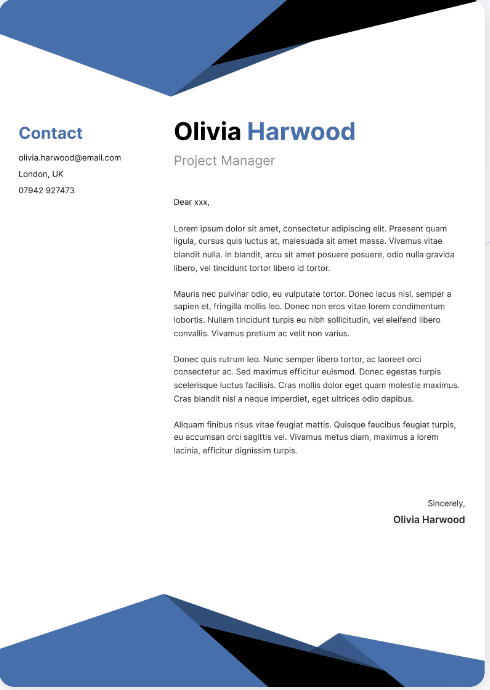 Olivia Harwood
Project Manager
Contact
olivia.harwood@email.com
London, UK
07942 927473
Dear xxx,
Lorem ipsum dolor sit amet, consectetur adipiscing elit. Praesent quam
ligula, cursus quis luctus at, malesuada sit amet massa. Vivamus vitae
blandit nulla. In blandit, arcu sit amet posuere posuere, odio nulla gravida
libero, vel tincidunt tortor libero id tortor.
Mauris nec pulvinar odio, eu vulputate tortor. Donec lacus nisl, semper a
sapien et, fringilla mollis leo. Donec non eros vitae lorem condimentum
lobortis. Nullam tincidunt turpis eu nibh sollicitudin, vel eleifend libero
convallis. Vivamus pretium ac velit non varius.
Donec quis rutrum leo. Nunc semper libero tortor, ac laoreet orci
consectetur ac. Sed maximus efficitur euismod. Donec egestas turpis
scelerisque luctus facilisis. Cras mollis dolor eget quam molestie maximus.
Cras blandit nisl a neque imperdiet, eget ultrices odio dapibus.
Aliquam finibus risus vitae feugiat mattis. Quisque faucibus feugiat turpis,
eu accumsan orci sagittis vel. Vivamus metus diam, maximus a lorem
lacinia, efficitur dignissim turpis.
Sincerely,
Olivia Harwood